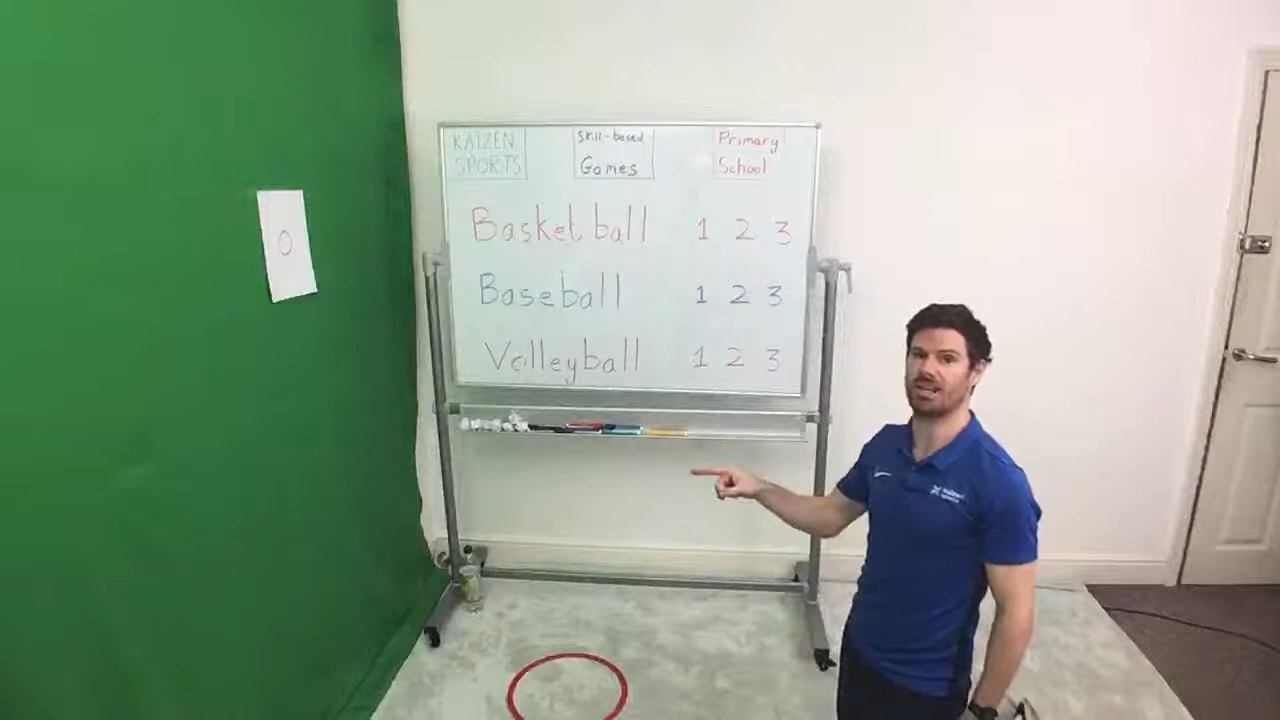 KAIZEN
SPORTS
Skill-based
Games
Primary
School
Basketball 1 2 3
Baseball 1 2 3
Volleyball 1 2 3
0